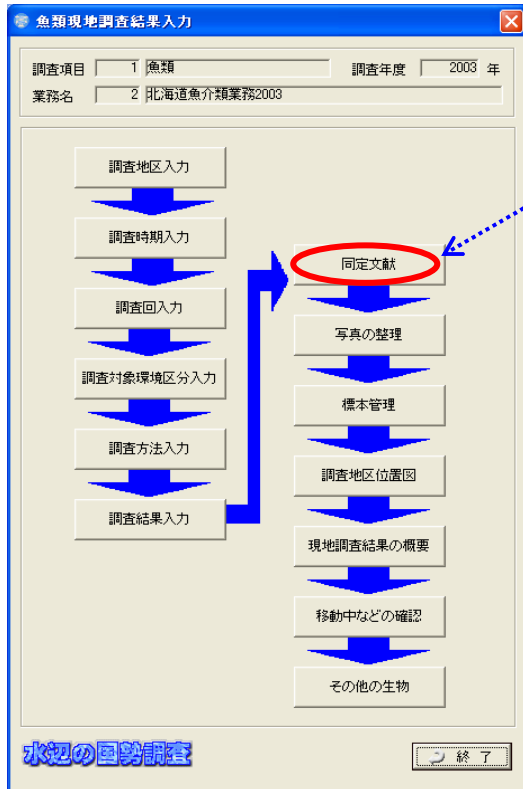 魚類現地調査結果入力
調査項目 1 魚類 調査年度 2003 年
業務名 2 北海道魚介類業務2003
調査地区入力
調査時期入力
調査回入力
調査対象環境区分入力
調査方法入力
調査結果入力
同定文献
写真の整理
標本管理
調査地区位置図
現地調査結果の概要
移動中などの確認
その他の生物
水辺の国勢調査
終 了